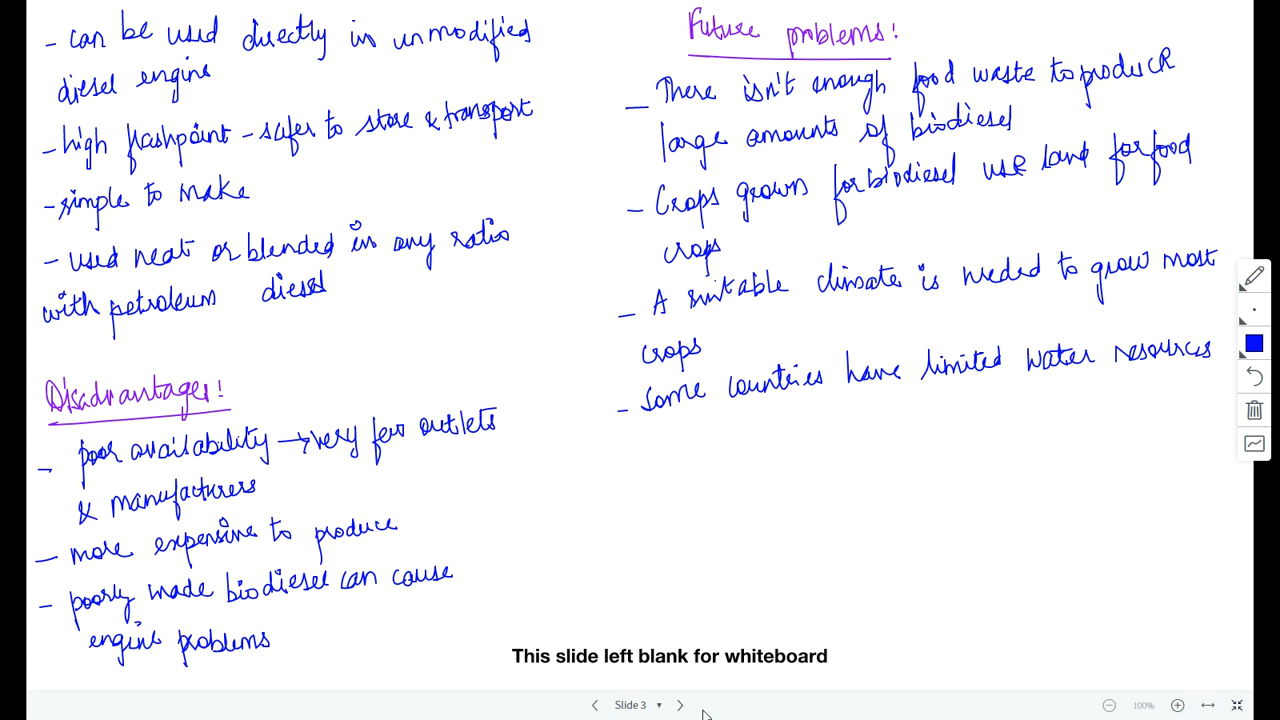 - can be used directly in unmodified
diesel engine
- high flashpoint - safer to store & transport
- simple to make
- used neat or blended in any ratio
with petroleum diesel
Disadvantages!
- poor availability → very few outlets
& manufacturers
- more expensive to produce
- poorly made biodiesel can cause
engine problems
Future problems!
- There isn't enough food waste to produce
large amounts of biodiesel
- Crops grown for biodiesel use land for food
crops
- A suitable climate is needed to grow most
crops
- Some countries have limited water resources
This slide left blank for whiteboard
Slide 3
100%